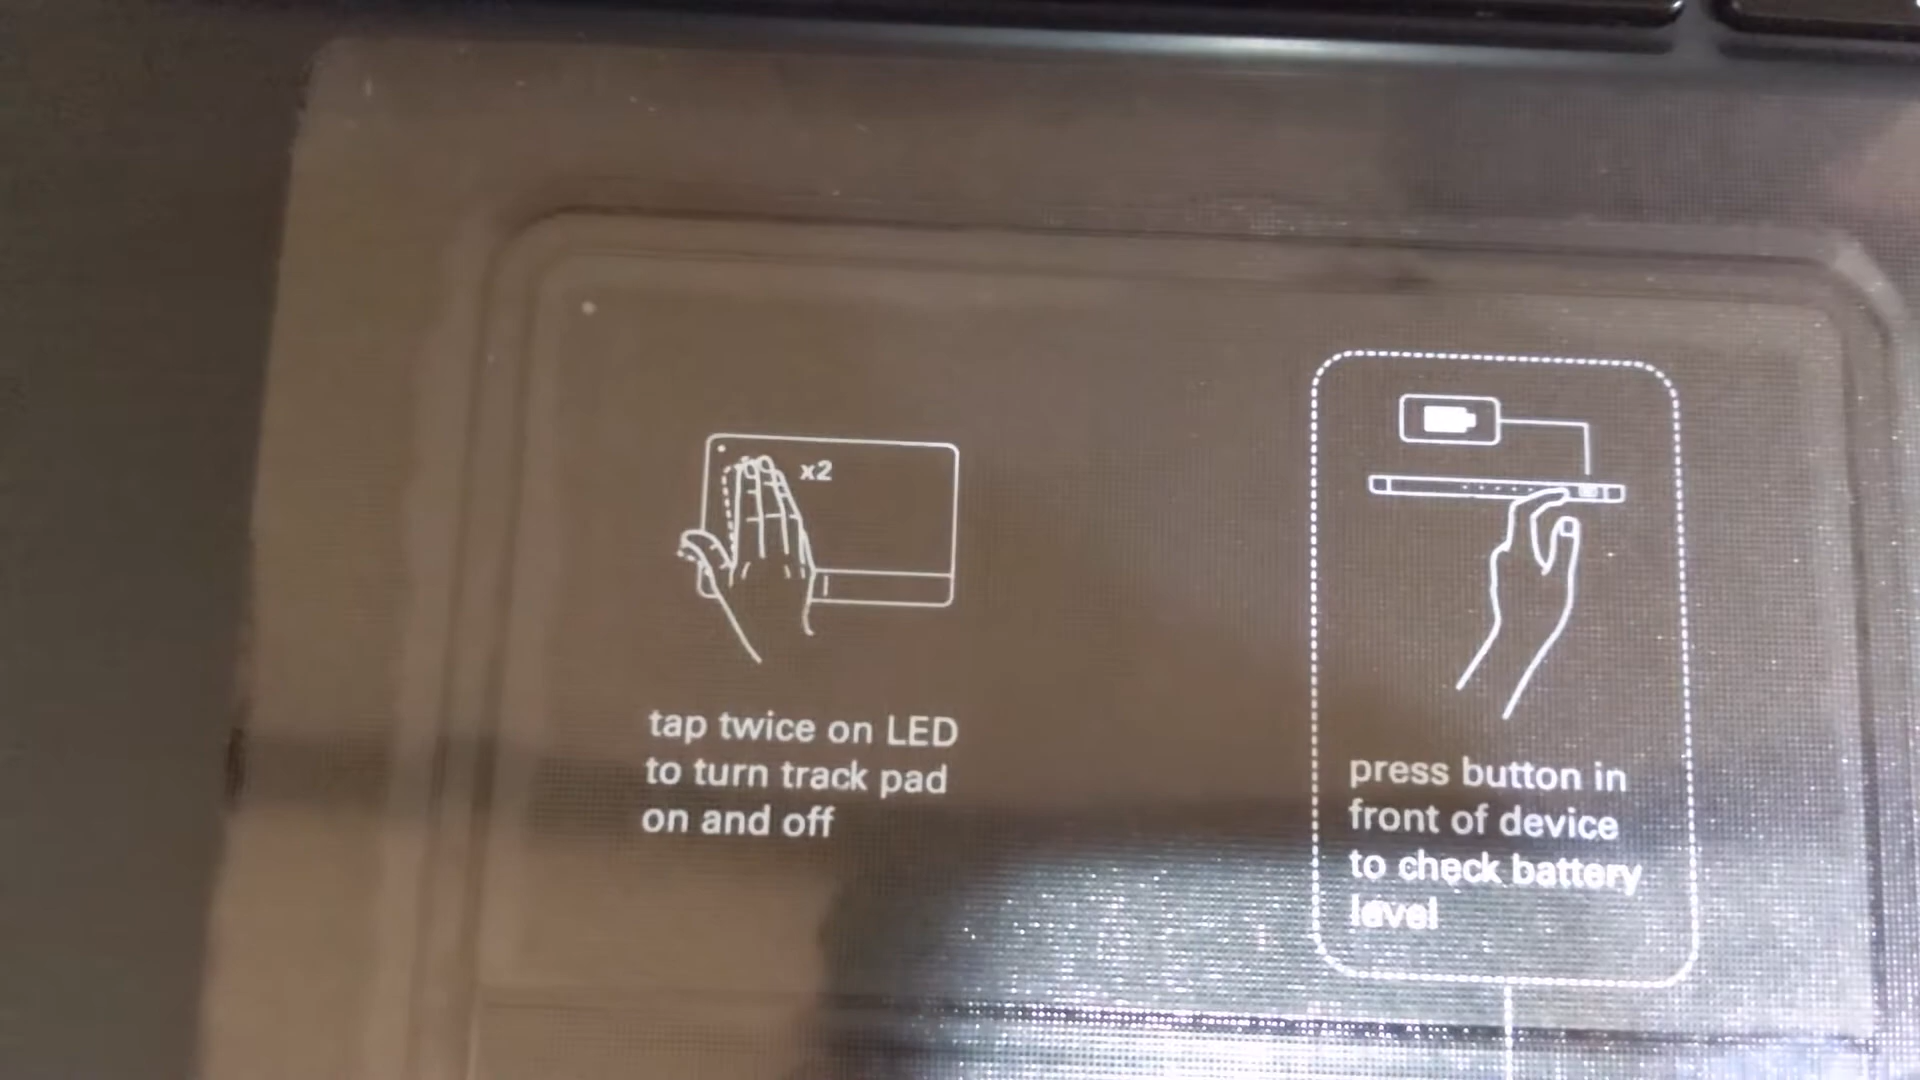 x2
tap twice on LED
to turn track pad
on and off
press button in
front of device
to check battery
level